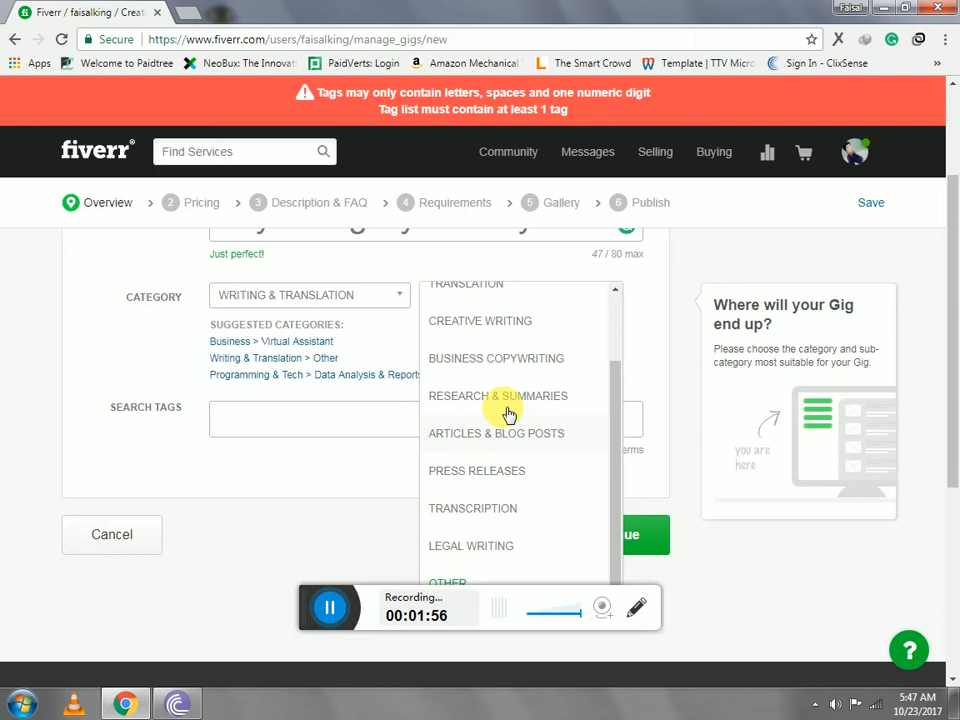 Fiverr / faisalking / Creat
Faisal
Secure
https://www.fiverr.com/users/faisalking/manage_gigs/new
Apps
Welcome to Paidtree
NeoBux: The Innovati
PaidVerts: Login
Amazon Mechanical
The Smart Crowd
Template | TTV Micro
Sign In - ClixSense
Tags may only contain letters, spaces and one numeric digit
Tag list must contain at least 1 tag
fiverr
Find Services
Community
Messages
Selling
Buying
Overview
2 Pricing
3 Description & FAQ
4 Requirements
5 Gallery
6 Publish
Save
Just perfect!
47 / 80 max
CATEGORY
WRITING & TRANSLATION
SUGGESTED CATEGORIES:
Business > Virtual Assistant
Writing & Translation > Other
Programming & Tech > Data Analysis & Reports
SEARCH TAGS
TRANSLATION
CREATIVE WRITING
BUSINESS COPYWRITING
RESEARCH & SUMMARIES
ARTICLES & BLOG POSTS
PRESS RELEASES
TRANSCRIPTION
LEGAL WRITING
OTHER
terms
Where will your Gig
end up?
Please choose the category and sub-
category most suitable for your Gig.
you are
here
Cancel
ue
Recording...
00:01:56
?
5:47 AM
10/23/2017